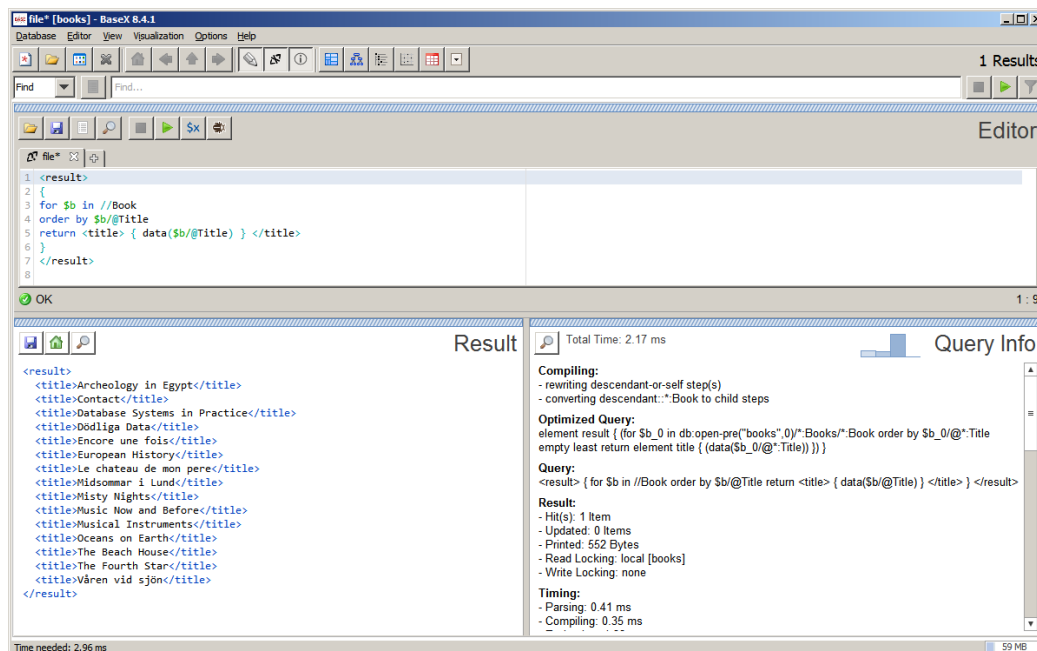 file* [books] - BaseX 8.4.1
Database Editor View Visualization Options Help
1 Results
Find
Find...
Editor
file*
1 <result>
2 {
3 for $b in //Book
4 order by $b/@Title
5 return <title> { data($b/@Title) } </title>
6 }
7 </result>
8
OK
1 : 9
Result
<result>
<title>Archeology in Egypt</title>
<title>Contact</title>
<title>Database Systems in Practice</title>
<title>Dödliga Data</title>
<title>Encore une fois</title>
<title>European History</title>
<title>Le chateau de mon pere</title>
<title>Midsommar i Lund</title>
<title>Misty Nights</title>
<title>Music Now and Before</title>
<title>Musical Instruments</title>
<title>Oceans on Earth</title>
<title>The Beach House</title>
<title>The Fourth Star</title>
<title>Våren vid sjön</title>
</result>
Total Time: 2.17 ms
Query Info
Compiling:
- rewriting descendant-or-self step(s)
- converting descendant::*:Book to child steps
Optimized Query:
element result { (for $b_0 in db:open-pre("books",0)/*:Books/*:Book order by $b_0/@*:Title
empty least return element title { (data($b_0/@*:Title)) }) }
Query:
<result> { for $b in //Book order by $b/@Title return <title> { data($b/@Title) } </title> } </result>
Result:
- Hit(s): 1 Item
- Updated: 0 Items
- Printed: 552 Bytes
- Read Locking: local [books]
- Write Locking: none
Timing:
- Parsing: 0.41 ms
- Compiling: 0.35 ms
Time needed: 2.96 ms
59 MB